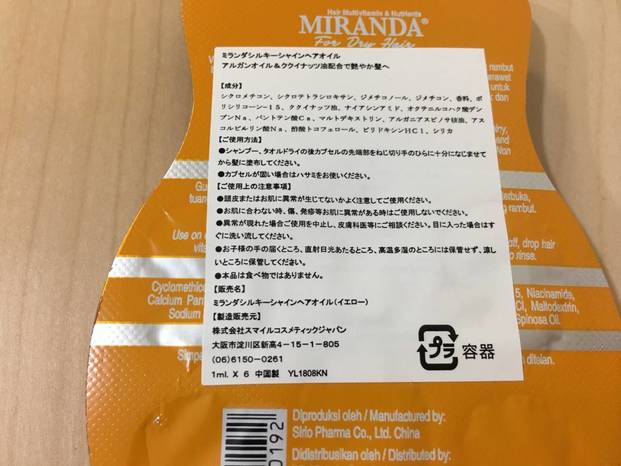 Hair Multivitamin & Nutrients
MIRANDA®
For Dry Hair
ミランダシルキーシャインヘアオイル
アルガンオイル&ククイナッツ油配合で艶やか髪へ
【成分】
シクロメチコン、シクロテトラシロキサン、ジメチコノール、ジメチコン、香料、ポ
リシリコーン-15、ククイナッツ油、ナイアシンアミド、オクテニルコハク酸デン
プンNa、パントテン酸Ca、マルトデキストリン、アルガニアスピノサ核油、アス
コルビルリン酸Na、酢酸トコフェロール、ピリドキシンHCl、シリカ
【ご使用方法】
●シャンプー、タオルドライの後カプセルの先端部をねじ切り手のひらに十分になじませて
から髪に塗布してください。
●カプセルが固い場合はハサミをお使いください。
【ご使用上の注意事項】
●頭皮またはお肌に異常が生じてないかよく注意してご使用ください。
●お肌に合わない時、傷、発疹等お肌に異常がある時はご使用しないでください。
●異常が現れた場合ご使用を中止し、皮膚科医等にご相談ください。目に入った場合はす
ぐに洗い流してください。
●お子様の手の届くところ、直射日光あたるところ、高温多湿のところには保管せず、涼し
いところに保管してください。
●本品は食べ物ではありません。
【販売名】
ミランダシルキーシャインヘアオイル(イエロー)
【製造販売元】
株式会社スマイルコスメティックジャパン
大阪市淀川区新高4-15-1-805
(06)6150-0261
1ml. X 6 中国製 YL1808KN
プラ 容器
rambut
dan
Use on
off, drop hair
rinse.
Cyclomethic
5, Niacinamide,
Calcium Pan
Cl, Maltodextrin,
Sodium
Spinosa Oil.
Simpa
ditelan.
0192
Diproduksi oleh / Manufactured by:
Sirio Pharma Co., Ltd. China
Didistribusikan oleh / Distributed by: